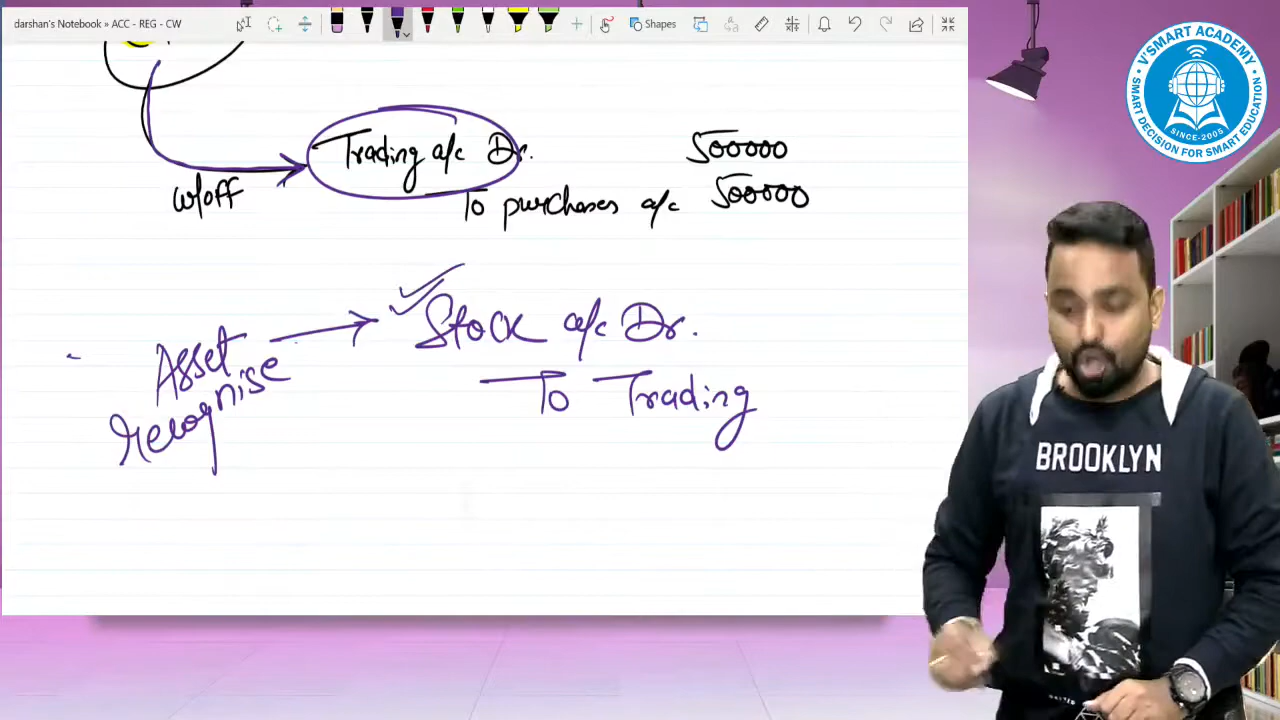 darshan's Notebook » ACC - REG - CW
Shapes
Trading a/c Dr. 500000
w/off
To purchases a/c 500000
Asset recognise
Stock a/c Dr.
To Trading
V'SMART ACADEMY
SINCE-2005
SMART DECISION FOR SMART EDUCATION
BROOKLYN